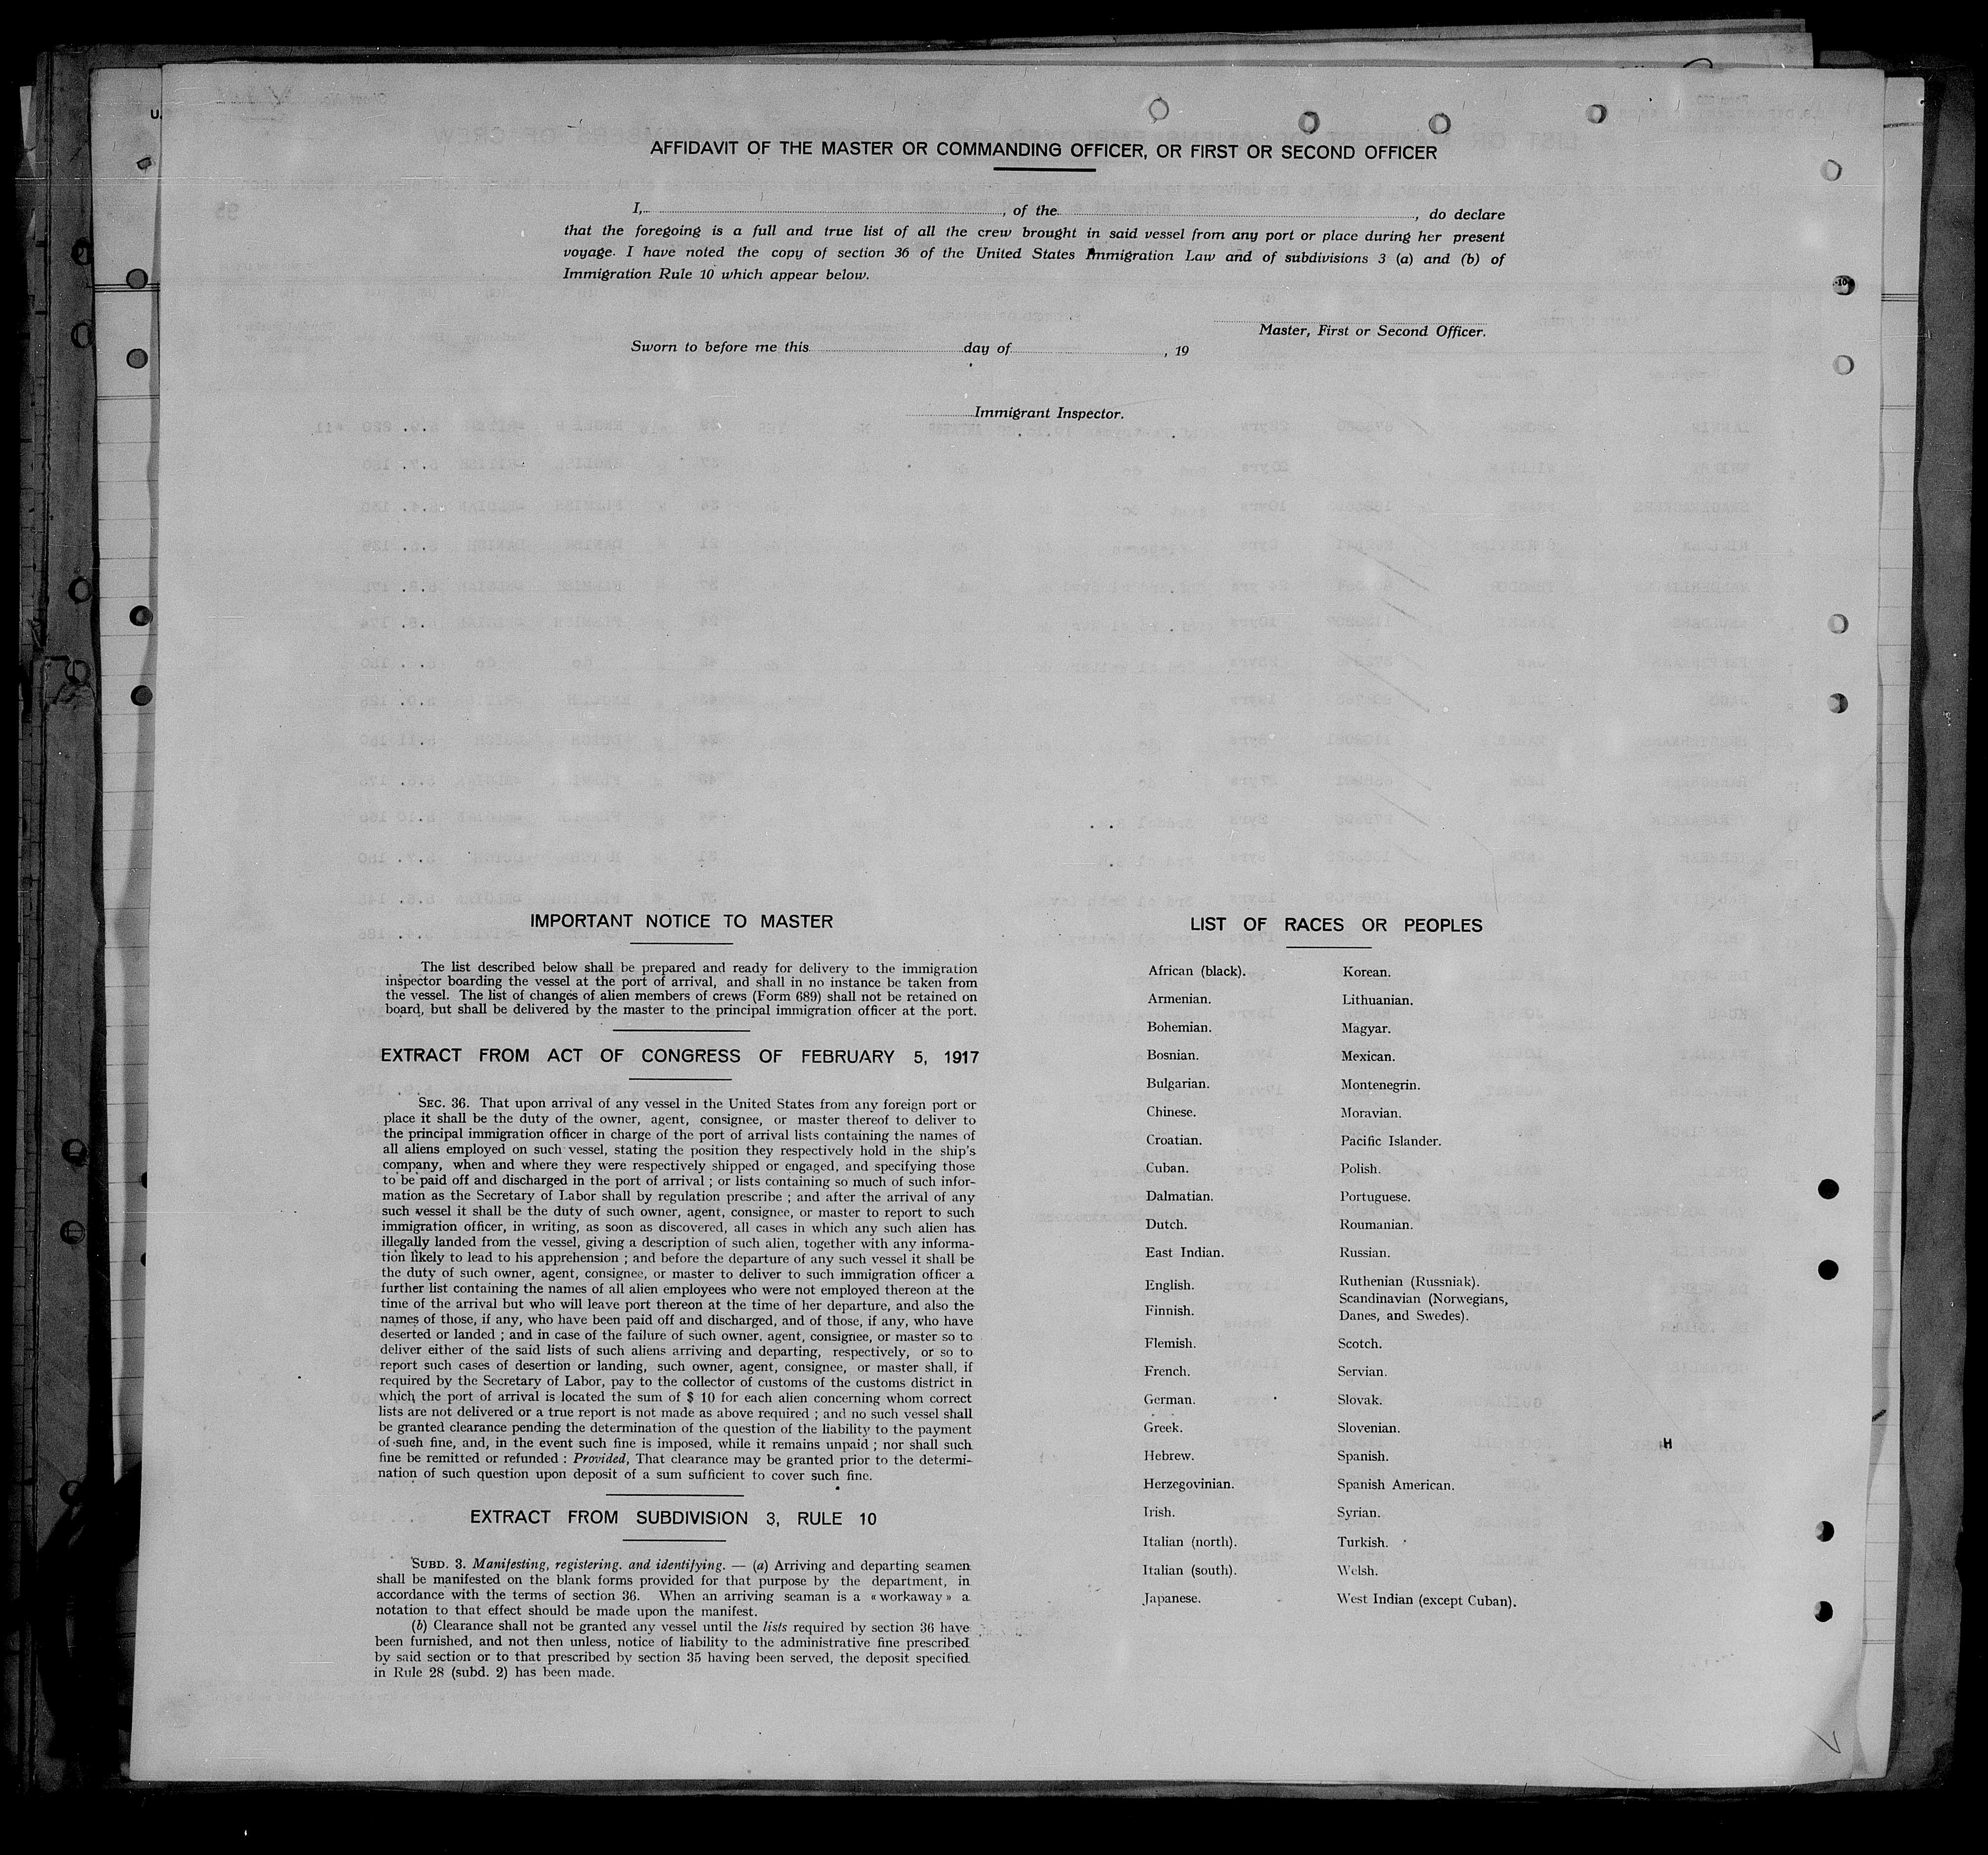 AFFIDAVIT OF THE MASTER OR COMMANDING OFFICER, OR FIRST OR SECOND OFFICER
I, , of the , do declare
that the foregoing is a full and true list of all the crew brought in said vessel from any port or place during her present
voyage. I have noted the copy of section 36 of the United States Immigration Law and of subdivisions 3 (a) and (b) of
Immigration Rule 10 which appear below.
Master, First or Second Officer.
Sworn to before me this day of , 19
Immigrant Inspector.
IMPORTANT NOTICE TO MASTER
The list described below shall be prepared and ready for delivery to the immigration
inspector boarding the vessel at the port of arrival, and shall in no instance be taken from
the vessel. The list of changes of alien members of crews (Form 689) shall not be retained on
board, but shall be delivered by the master to the principal immigration officer at the port.
EXTRACT FROM ACT OF CONGRESS OF FEBRUARY 5, 1917
SEC. 36. That upon arrival of any vessel in the United States from any foreign port or
place it shall be the duty of the owner, agent, consignee, or master thereof to deliver to
the principal immigration officer in charge of the port of arrival lists containing the names of
all aliens employed on such vessel, stating the position they respectively hold in the ship's
company, when and where they were respectively shipped or engaged, and specifying those
to be paid off and discharged in the port of arrival ; or lists containing so much of such infor-
mation as the Secretary of Labor shall by regulation prescribe ; and after the arrival of any
such vessel it shall be the duty of such owner, agent, consignee, or master to report to such
immigration officer, in writing, as soon as discovered, all cases in which any such alien has
illegally landed from the vessel, giving a description of such alien, together with any informa-
tion likely to lead to his apprehension ; and before the departure of any such vessel it shall be
the duty of such owner, agent, consignee, or master to deliver to such immigration officer a
further list containing the names of all alien employees who were not employed thereon at the
time of the arrival but who will leave port thereon at the time of her departure, and also the
names of those, if any, who have been paid off and discharged, and of those, if any, who have
deserted or landed ; and in case of the failure of such owner, agent, consignee, or master so to
deliver either of the said lists of such aliens arriving and departing, respectively, or so to
report such cases of desertion or landing, such owner, agent, consignee, or master shall, if
required by the Secretary of Labor, pay to the collector of customs of the customs district in
which the port of arrival is located the sum of $ 10 for each alien concerning whom correct
lists are not delivered or a true report is not made as above required ; and no such vessel shall
be granted clearance pending the determination of the question of the liability to the payment
of such fine, and, in the event such fine is imposed, while it remains unpaid ; nor shall such
fine be remitted or refunded : Provided, That clearance may be granted prior to the determi-
nation of such question upon deposit of a sum sufficient to cover such fine.
EXTRACT FROM SUBDIVISION 3, RULE 10
SUBD. 3. Manifesting, registering. and identifying. — (a) Arriving and departing seamen
shall be manifested on the blank forms provided for that purpose by the department, in
accordance with the terms of section 36. When an arriving seaman is a « workaway » a
notation to that effect should be made upon the manifest.
(b) Clearance shall not be granted any vessel until the lists required by section 36 have
been furnished, and not then unless, notice of liability to the administrative fine prescribed
by said section or to that prescribed by section 35 having been served, the deposit specified
in Rule 28 (subd. 2) has been made.
LIST OF RACES OR PEOPLES
African (black).
Armenian.
Bohemian.
Bosnian.
Bulgarian.
Chinese.
Croatian.
Cuban.
Dalmatian.
Dutch.
East Indian.
English.
Finnish.
Flemish.
French.
German.
Greek.
Hebrew.
Herzegovinian.
Irish.
Italian (north).
Italian (south).
Japanese.
Korean.
Lithuanian.
Magyar.
Mexican.
Montenegrin.
Moravian.
Pacific Islander.
Polish.
Portuguese.
Roumanian.
Russian.
Ruthenian (Russniak).
Scandinavian (Norwegians,
Danes, and Swedes).
Scotch.
Servian.
Slovak.
Slovenian.
Spanish.
Spanish American.
Syrian.
Turkish.
Welsh.
West Indian (except Cuban).
H